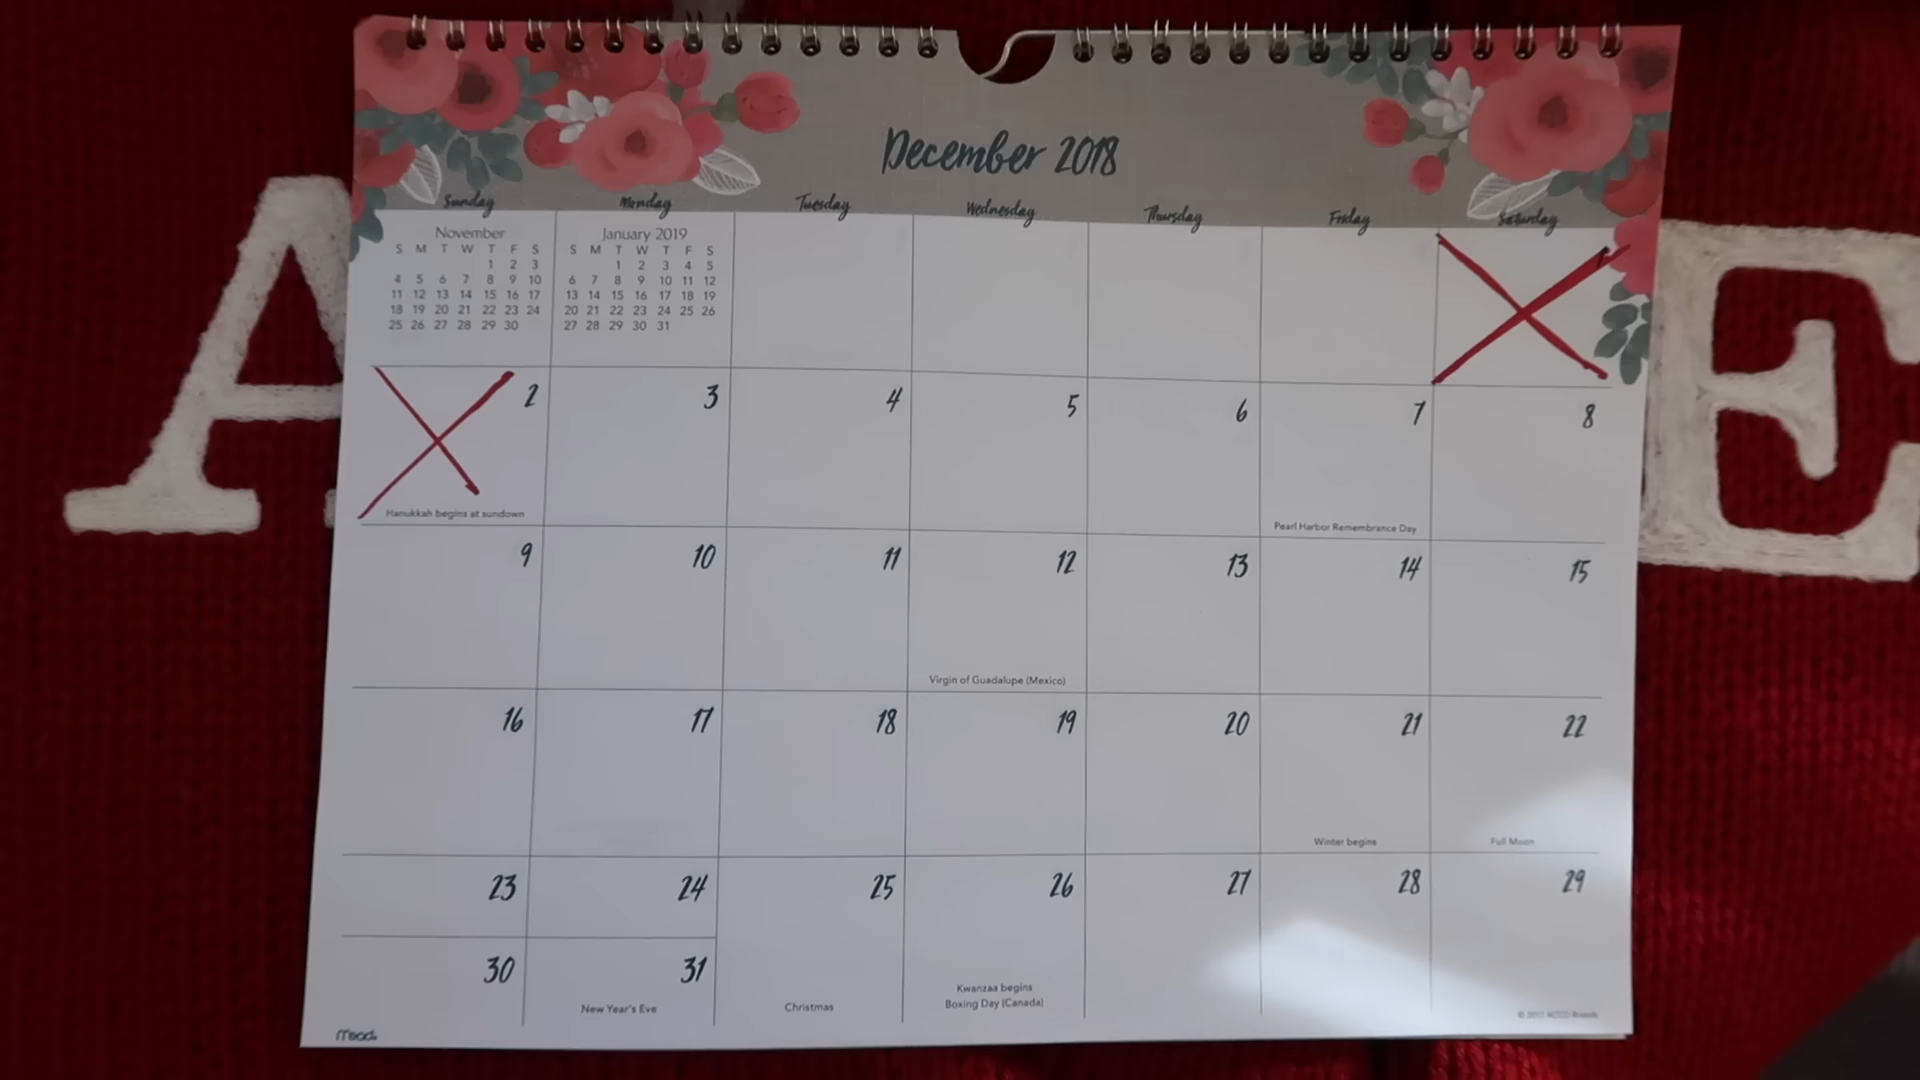 December 2018
Sunday Monday Tuesday Wednesday Thursday Friday Saturday
November
S M T W T F S
1 2 3
4 5 6 7 8 9 10
11 12 13 14 15 16 17
18 19 20 21 22 23 24
25 26 27 28 29 30
January 2019
S M T W T F S
1 2 3 4 5
6 7 8 9 10 11 12
13 14 15 16 17 18 19
20 21 22 23 24 25 26
27 28 29 30 31
1
2 3 4 5 6 7 8
Hanukkah begins at sundown
Pearl Harbor Remembrance Day
9 10 11 12 13 14 15
Virgin of Guadalupe (Mexico)
16 17 18 19 20 21 22
Winter begins
Full Moon
23 24 25 26 27 28 29
30 31
New Year's Eve
Christmas
Kwanzaa begins
Boxing Day (Canada)
Mead
© 2017 ACCO Brands
A
E